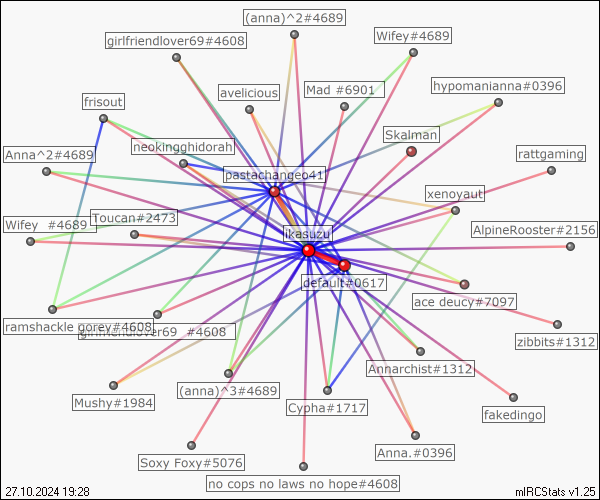 (anna)^2#4689
Wifey#4689
girlfriendlover69#4608
hypomanianna#0396
avelicious
Mad #6901
frisout
Skalman
neokingghidorah
Anna^2#4689
rattgaming
pastachangeo41
xenoyaut
Toucan#2473
Wifey #4689
AlpineRooster#2156
ikasuzu
default#0617
ace deucy#7097
ramshackle gorey#4608
girlfriendlover69 #4608
zibbits#1312
Annarchist#1312
(anna)^3#4689
Mushy#1984
Cypha#1717
fakedingo
Anna.#0396
Soxy Foxy#5076
no cops no laws no hope#4608
27.10.2024 19:28
mIRCStats v1.25